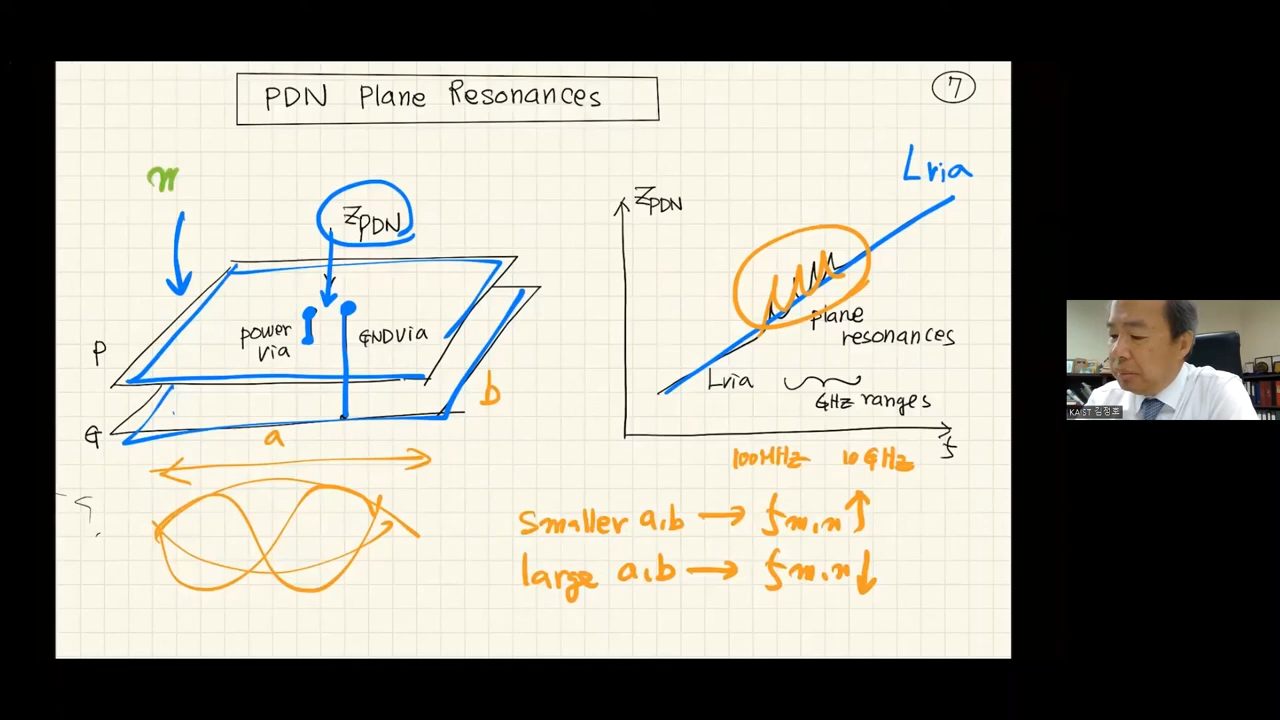 PDN Plane Resonances
7
m
ZPDN
power via
GNDVia
P
G
a
b
ZPDN
Lvia
plane resonances
Lvia
GHz ranges
f
100MHz
10GHz
smaller a,b → fm,n ↑
large a,b → fm,n ↓
KAIST 김정호